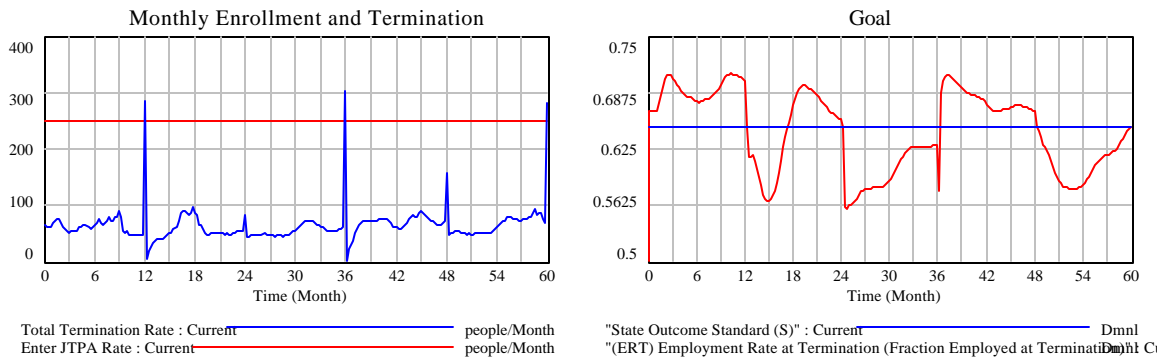 Monthly Enrollment and Termination
400
300
200
100
0
0 6 12 18 24 30 36 42 48 54 60
Time (Month)
Total Termination Rate : Current people/Month
Enter JTPA Rate : Current people/Month
Goal
0.75
0.6875
0.625
0.5625
0.5
0 6 12 18 24 30 36 42 48 54 60
Time (Month)
"State Outcome Standard (S)" : Current Dmnl
"(ERT) Employment Rate at Termination (Fraction Employed at Termination)"